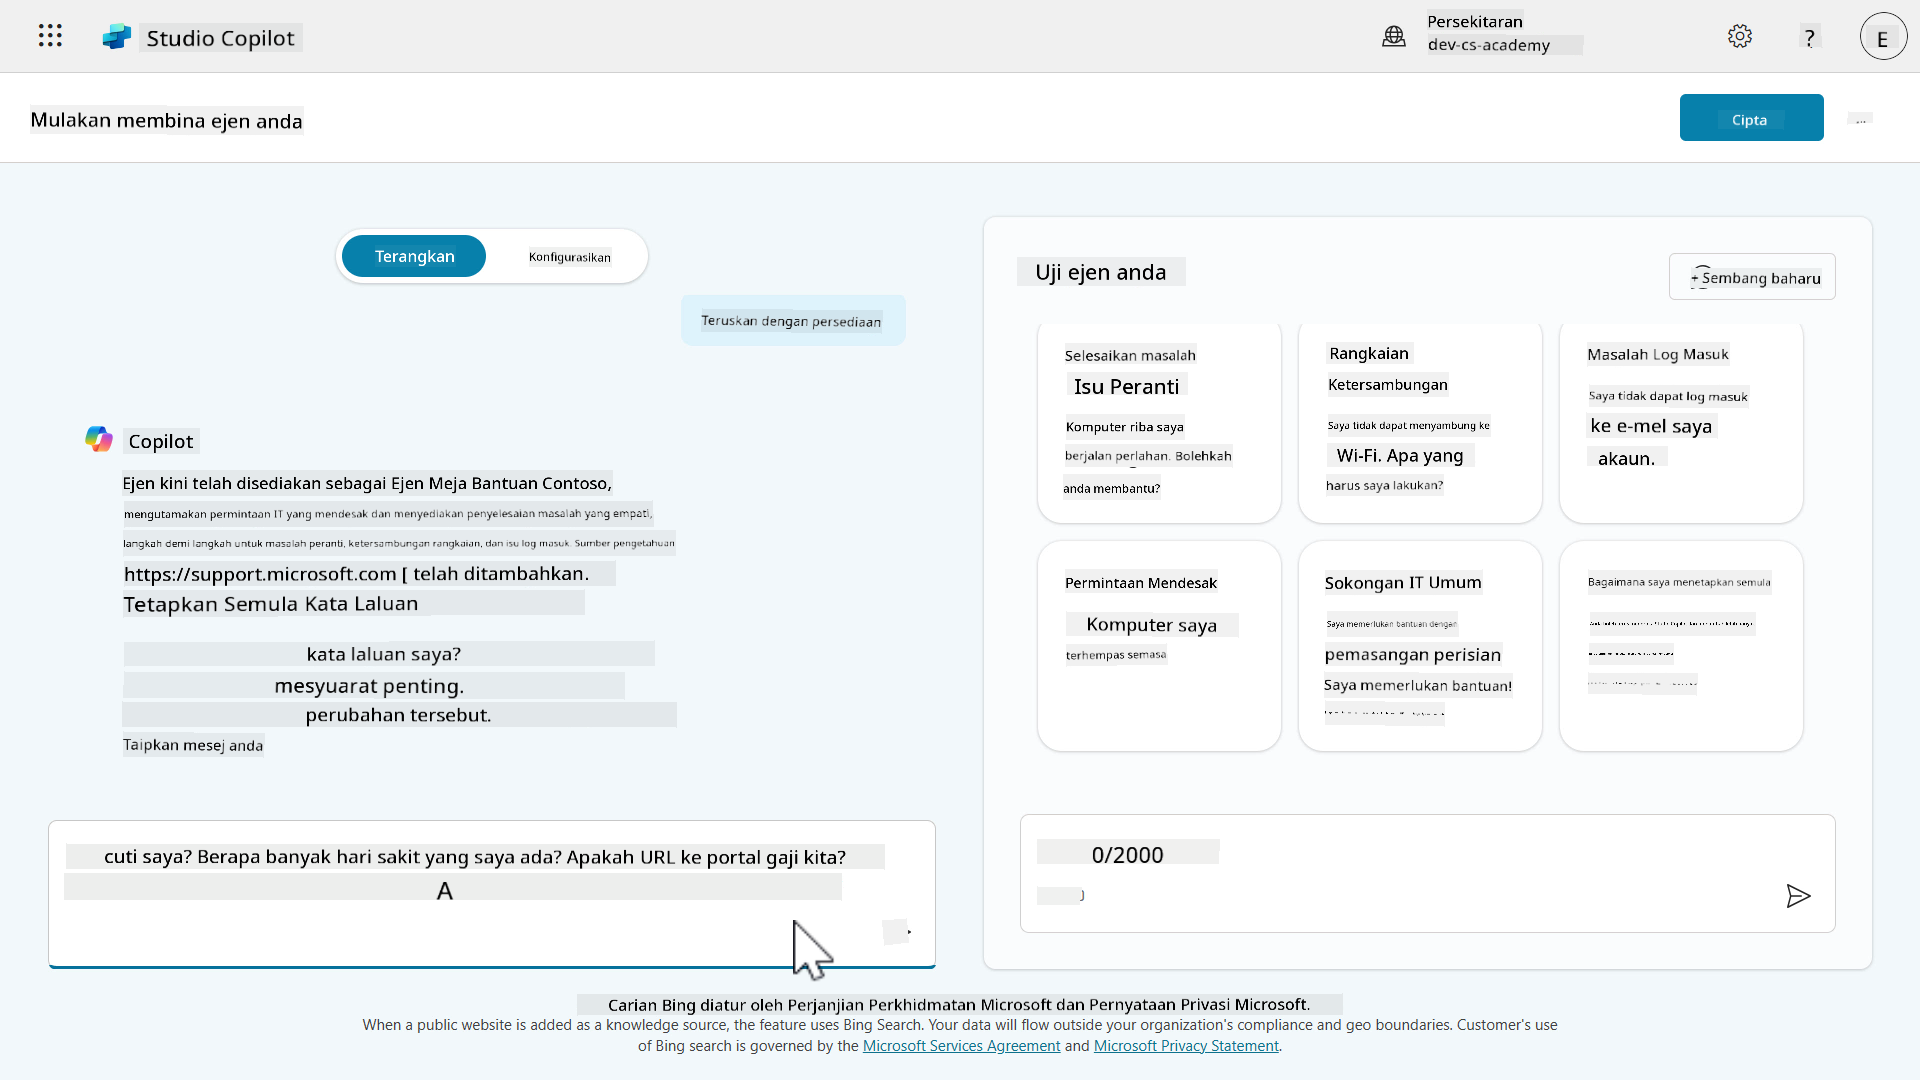 Studio Copilot
Persekitaran
dev-cs-academy
?
E
Mulakan membina ejen anda
Cipta
...
Terangkan
Konfigurasikan
Teruskan dengan persediaan
Copilot
Ejen kini telah disediakan sebagai Ejen Meja Bantuan Contoso,
mengutamakan permintaan IT yang mendesak dan menyediakan penyelesaian masalah yang empati,
langkah demi langkah untuk masalah peranti, ketersambungan rangkaian, dan isu log masuk. Sumber pengetahuan
https://support.microsoft.com [ telah ditambahkan.
Tetapkan Semula Kata Laluan
kata laluan saya?
mesyuarat penting.
perubahan tersebut.
Taipkan mesej anda
cuti saya? Berapa banyak hari sakit yang saya ada? Apakah URL ke portal gaji kita?
A
Uji ejen anda
+ Sembang baharu
Selesaikan masalah
Isu Peranti
Komputer riba saya
berjalan perlahan. Bolehkah
anda membantu?
Rangkaian
Ketersambungan
Saya tidak dapat menyambung ke
Wi-Fi. Apa yang
harus saya lakukan?
Masalah Log Masuk
Saya tidak dapat log masuk
ke e-mel saya
akaun.
Permintaan Mendesak
Komputer saya
terhempas semasa
Sokongan IT Umum
Saya memerlukan bantuan dengan
pemasangan perisian
Saya memerlukan bantuan!
Bagaimana saya menetapkan semula
0/2000
Carian Bing diatur oleh Perjanjian Perkhidmatan Microsoft dan Pernyataan Privasi Microsoft.
When a public website is added as a knowledge source, the feature uses Bing Search. Your data will flow outside your organization's compliance and geo boundaries. Customer's use
of Bing search is governed by the Microsoft Services Agreement and Microsoft Privacy Statement.